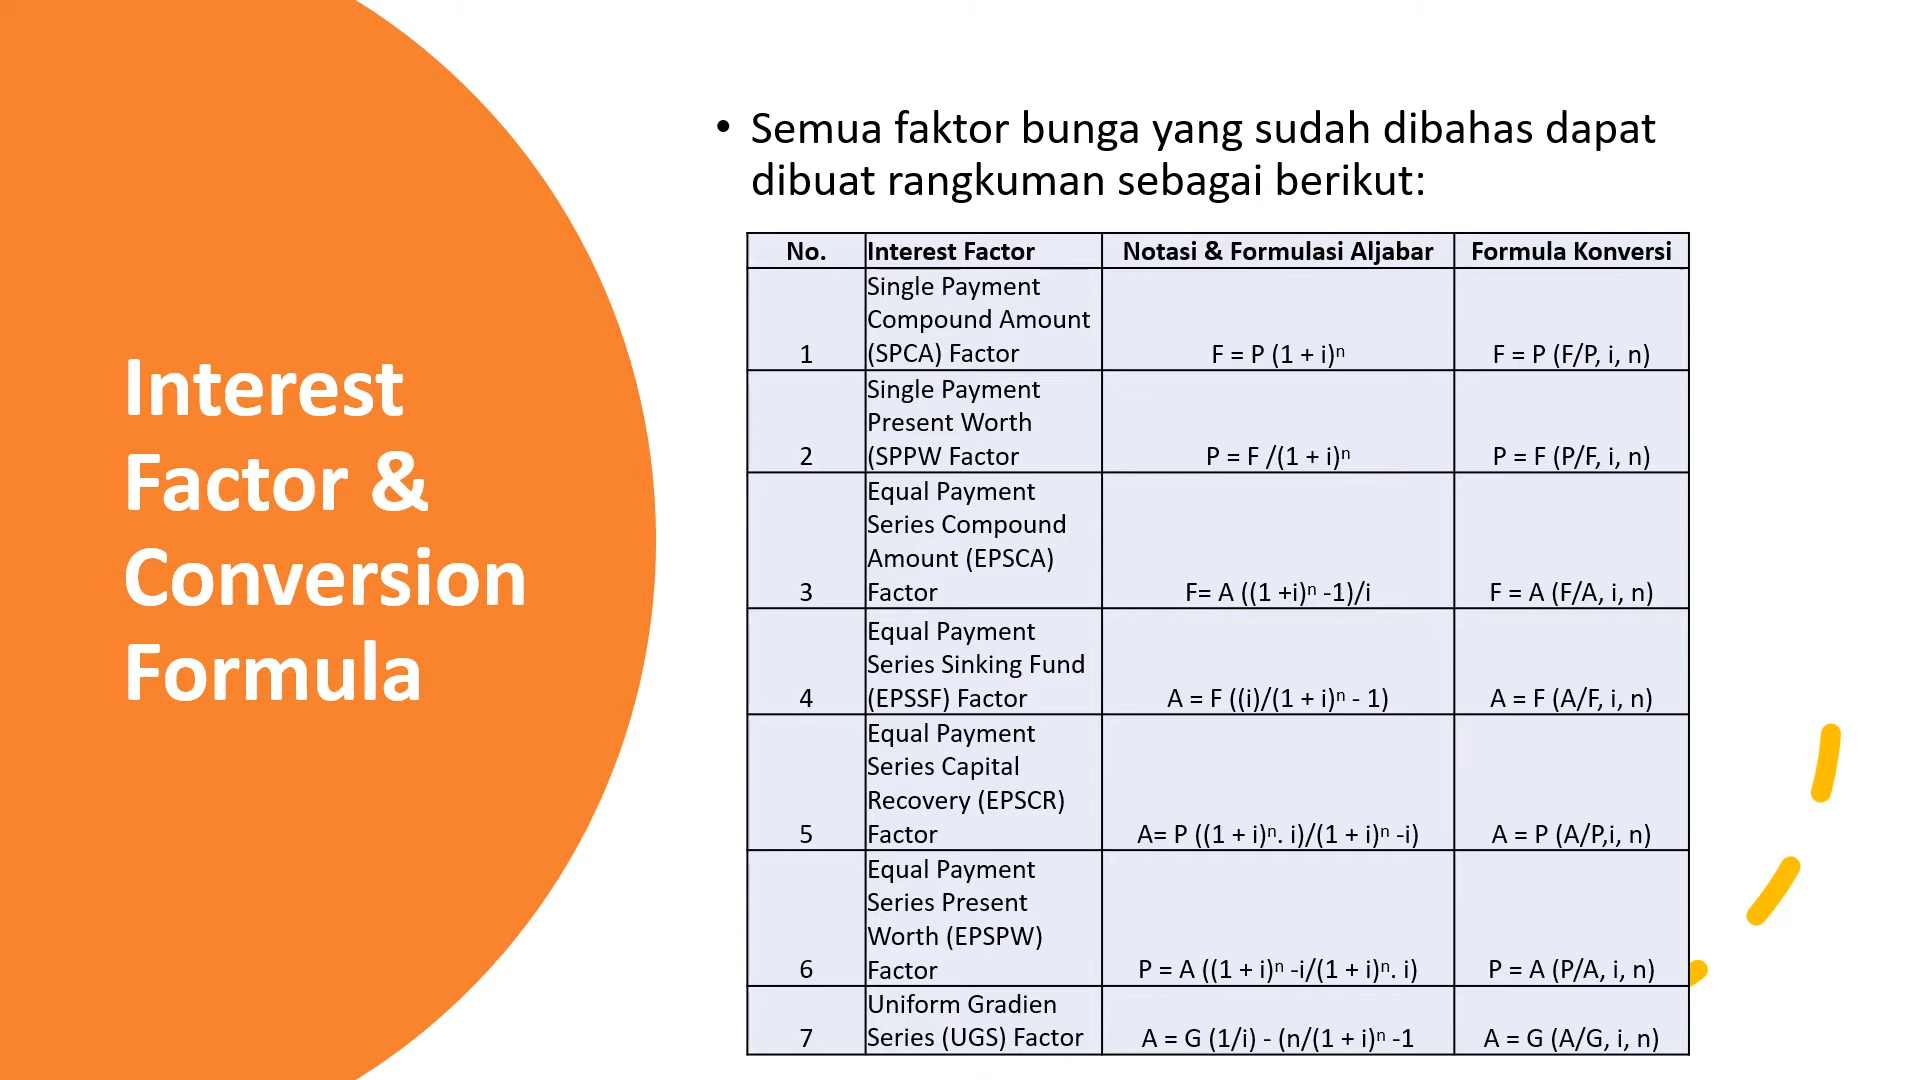 Interest
Factor &
Conversion
Formula
• Semua faktor bunga yang sudah dibahas dapat
dibuat rangkuman sebagai berikut:
No. Interest Factor Notasi & Formulasi Aljabar Formula Konversi
Single Payment
Compound Amount
1 (SPCA) Factor F = P (1 + i)ⁿ F = P (F/P, i, n)
Single Payment
Present Worth
2 (SPPW Factor P = F /(1 + i)ⁿ P = F (P/F, i, n)
Equal Payment
Series Compound
Amount (EPSCA)
3 Factor F= A ((1 +i)ⁿ -1)/i F = A (F/A, i, n)
Equal Payment
Series Sinking Fund
4 (EPSSF) Factor A = F ((i)/(1 + i)ⁿ - 1) A = F (A/F, i, n)
Equal Payment
Series Capital
Recovery (EPSCR)
5 Factor A= P ((1 + i)ⁿ. i)/(1 + i)ⁿ -i) A = P (A/P,i, n)
Equal Payment
Series Present
Worth (EPSPW)
6 Factor P = A ((1 + i)ⁿ -i/(1 + i)ⁿ. i) P = A (P/A, i, n)
Uniform Gradien
7 Series (UGS) Factor A = G (1/i) - (n/(1 + i)ⁿ -1 A = G (A/G, i, n)